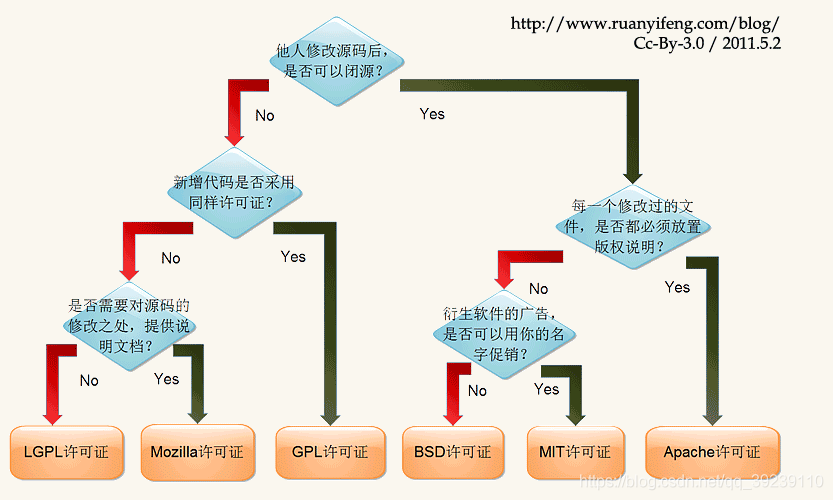 http://www.ruanyifeng.com/blog/
Cc-By-3.0 / 2011.5.2
他人修改源码后，
是否可以闭源？
No
Yes
新增代码是否采用
同样许可证？
每一个修改过的文
件，是否都必须放置
版权说明？
No
Yes
No
Yes
是否需要对源码的
修改之处，提供说
明文档？
衍生软件的广告，
是否可以用你的名
字促销？
No
Yes
No
Yes
LGPL许可证
Mozilla许可证
GPL许可证
BSD许可证
MIT许可证
Apache许可证
https://blog.csdn.net/qq_39239110